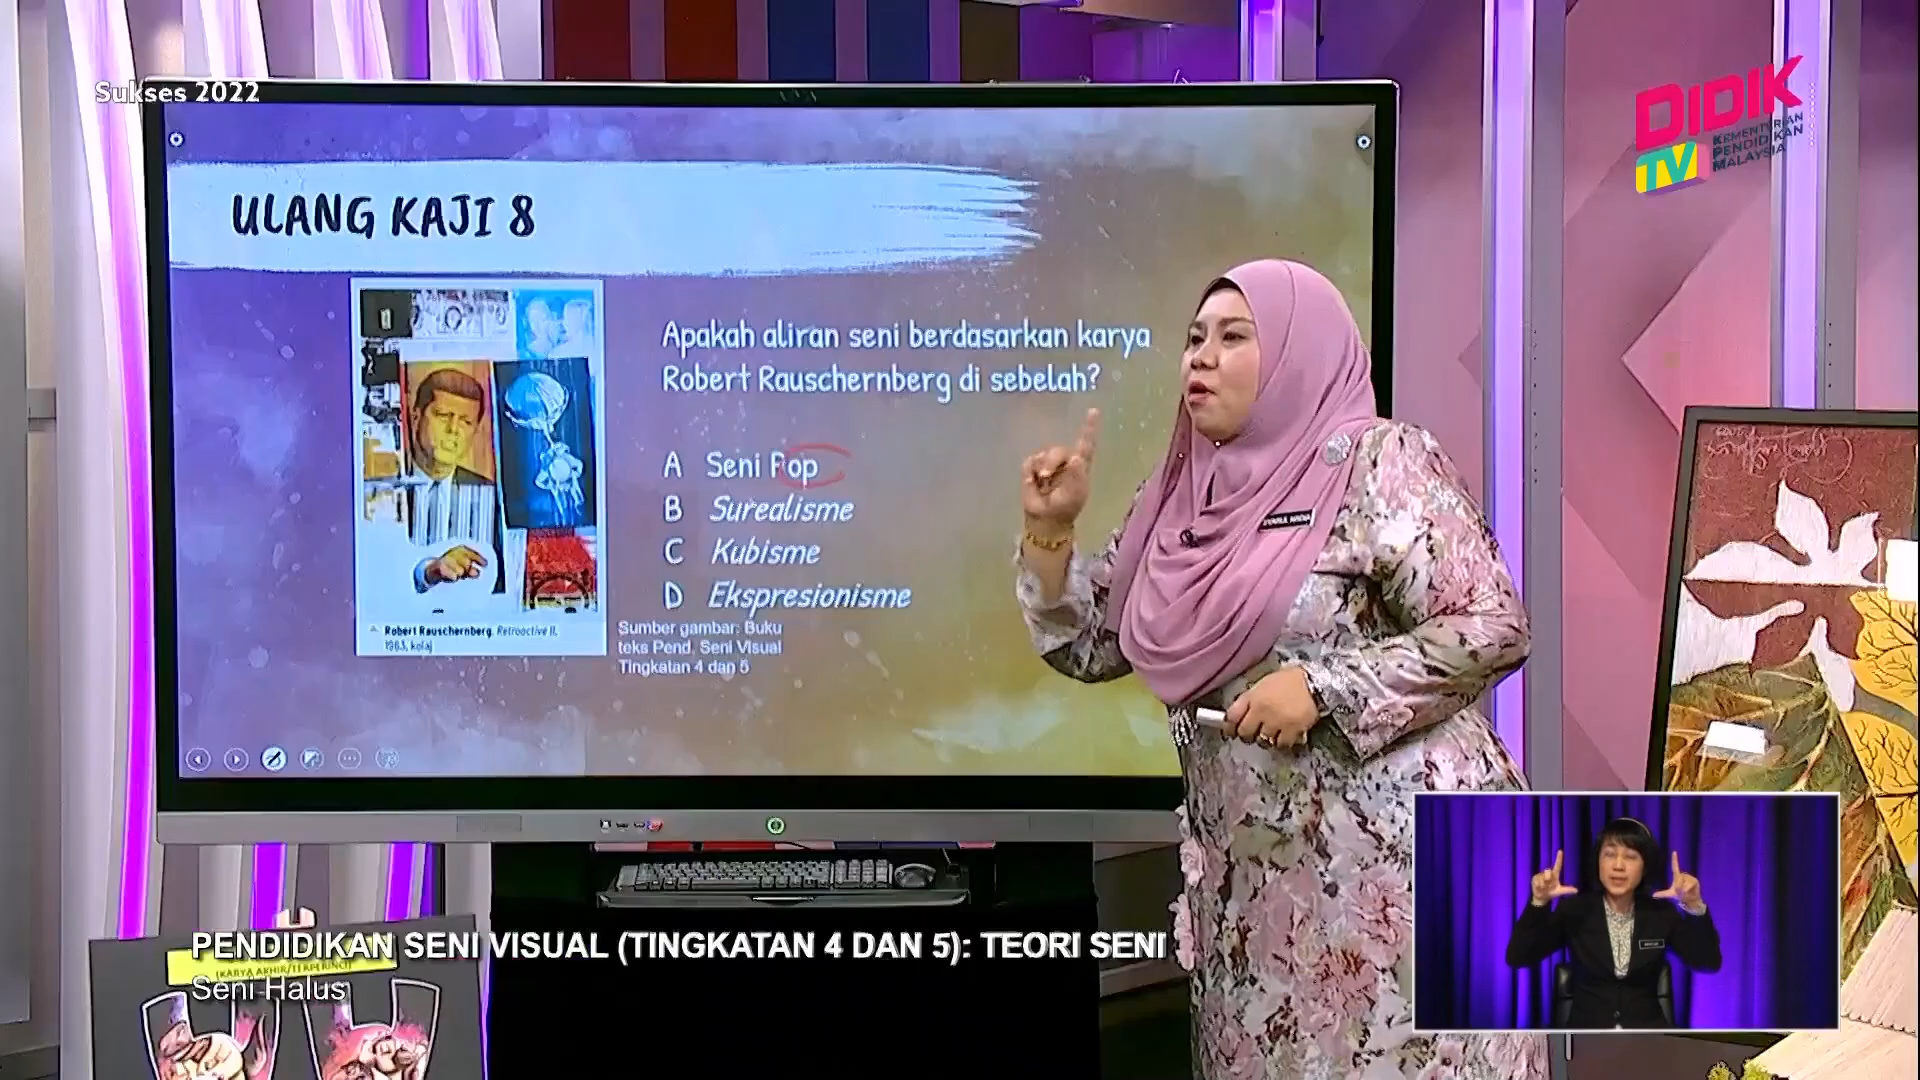 Sukses 2022
DIDIK
TV
KEMENTERIAN
PENDIDIKAN
MALAYSIA
ULANG KAJI 8
Apakah aliran seni berdasarkan karya
Robert Rauschernberg di sebelah?
A Seni Pop
B Surealisme
C Kubisme
D Ekspresionisme
Robert Rauschernberg. Retroactive II,
1963, kolaj
Sumber gambar: Buku
teks Pend. Seni Visual
Tingkatan 4 dan 5
PENDIDIKAN SENI VISUAL (TINGKATAN 4 DAN 5): TEORI SENI
Seni Halus